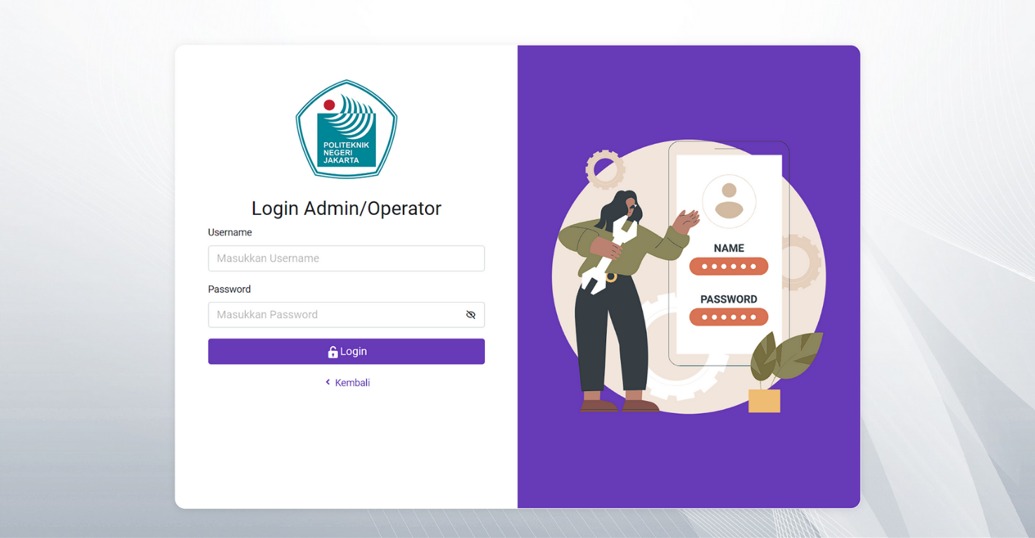 POLITEKNIK
NEGERI
JAKARTA
Login Admin/Operator
Username
Masukkan Username
Password
Masukkan Password
Login
Kembali
NAME
PASSWORD